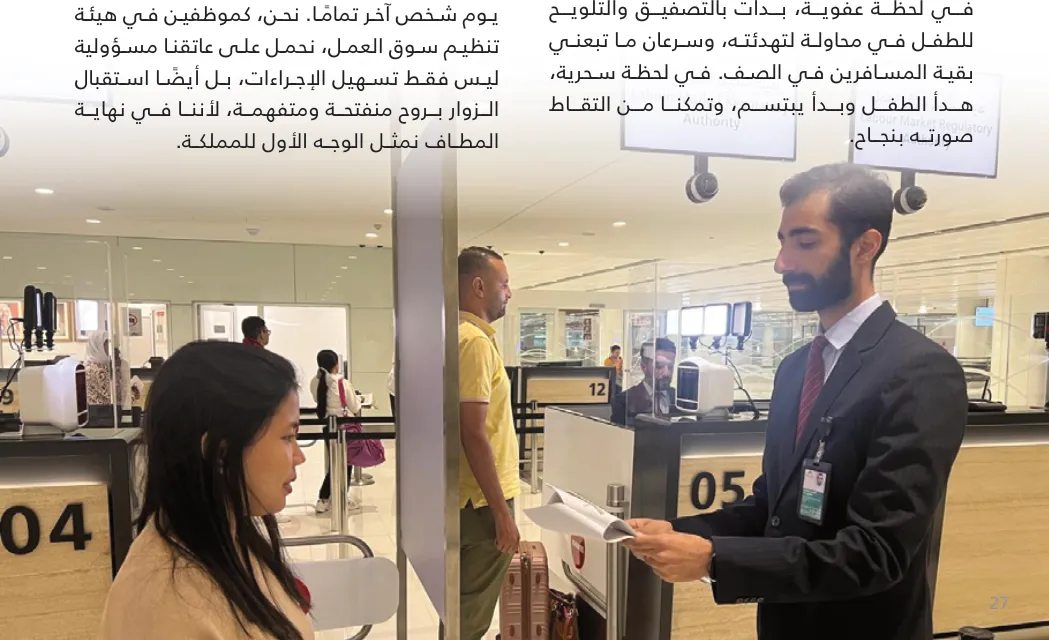 في لحظة عفوية، بدأت بالتصفيق والتلويح
للطفل في محاولة لتهدئته، وسرعان ما تبعني
بقية المسافرين في الصف. في لحظة سحرية،
هدأ الطفل وبدأ يبتسم، وتمكنا من التقاط
صورته بنجاح.
يوم شخص آخر تمامًا. نحن، كموظفين في هيئة
تنظيم سوق العمل، نحمل على عاتقنا مسؤولية
ليس فقط تسهيل الإجراءات، بل أيضًا استقبال
الزوار بروح منفتحة ومتفهمة، لأننا في نهاية
المطاف نمثل الوجه الأول للمملكة.
Authority
Labour Market Regulatory
Authority
9
12
04
05
27